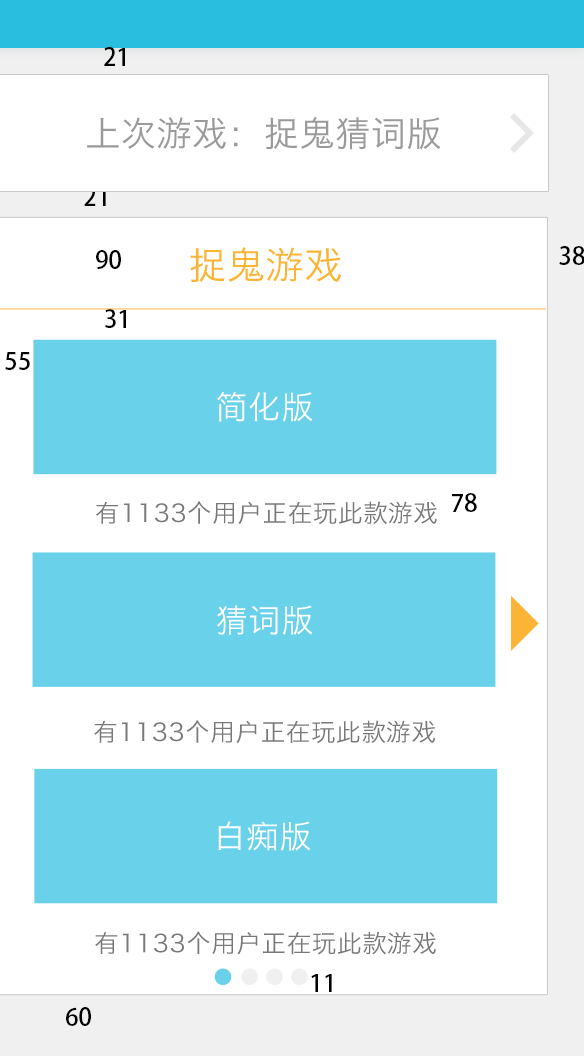 21
上次游戏：捉鬼猜词版
21
90
捉鬼游戏
38
31
55
简化版
有1133个用户正在玩此款游戏
78
猜词版
有1133个用户正在玩此款游戏
白痴版
有1133个用户正在玩此款游戏
11
60